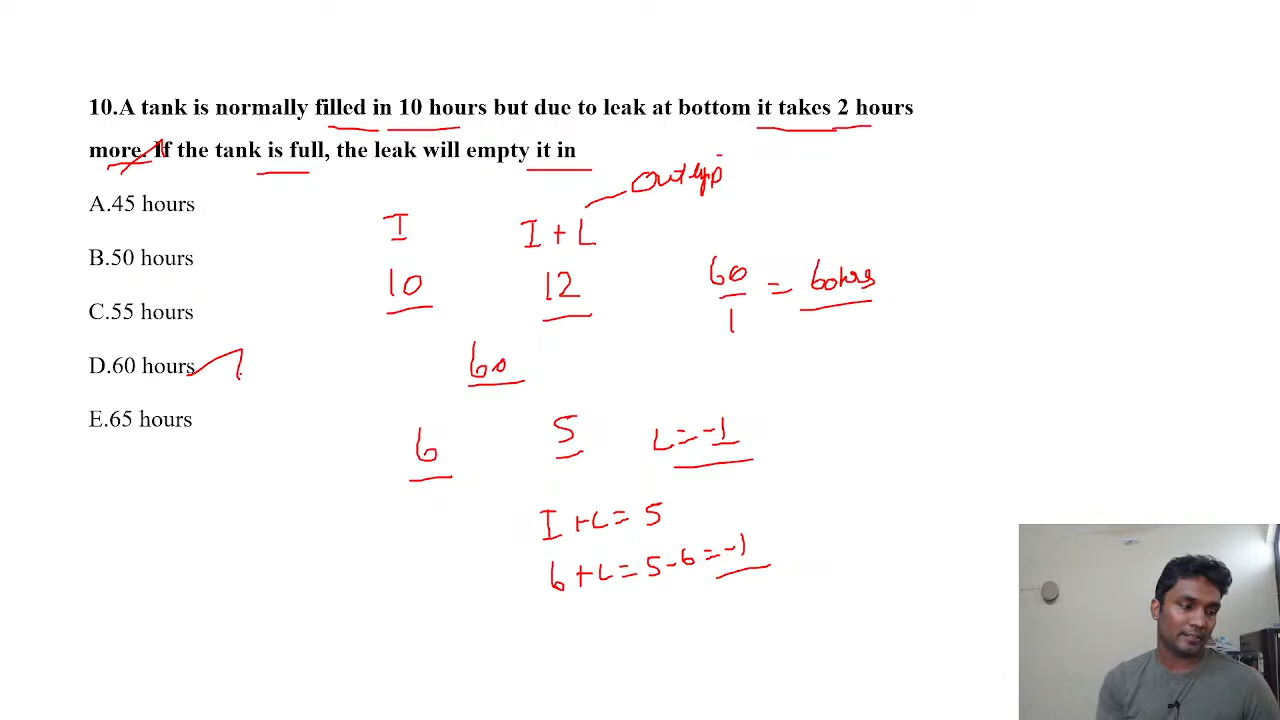 10.A tank is normally filled in 10 hours but due to leak at bottom it takes 2 hours
more. If the tank is full, the leak will empty it in
A.45 hours
B.50 hours
C.55 hours
D.60 hours
E.65 hours
I I + L
10 12
60/1 = 60hrs
60
6 5 L = -1
I + L = 5
6 + L = 5 - 6 = -1